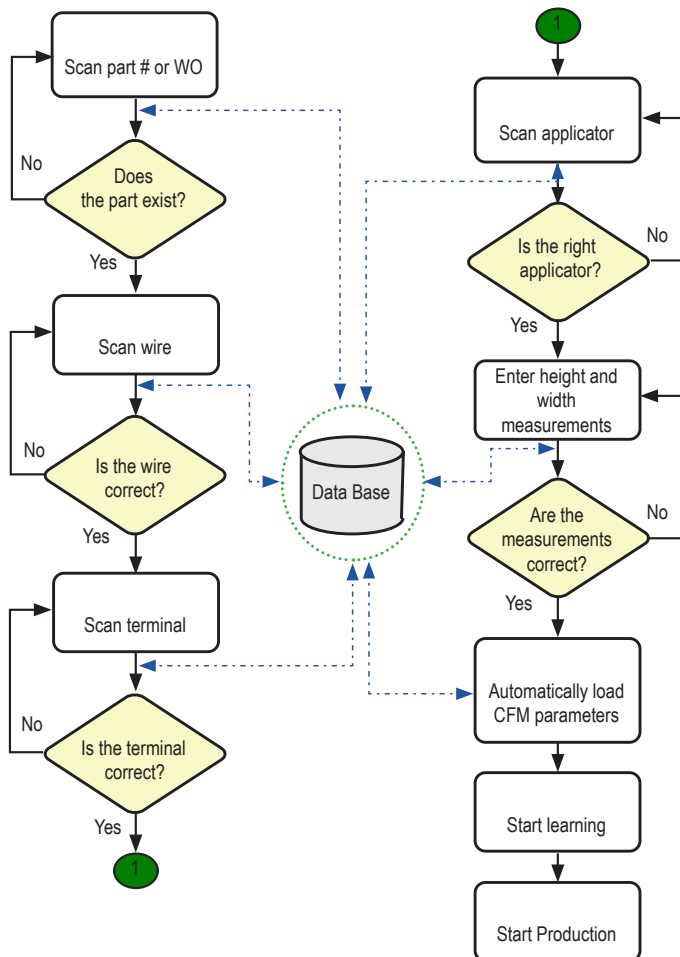 Scan part # or WO
No
Does
the part exist?
Yes
Scan wire
No
Is the wire
correct?
Yes
Scan terminal
No
Is the terminal
correct?
Yes
1
Data Base
1
Scan applicator
Is the right
applicator?
No
Yes
Enter height and
width
measurements
Are the
measurements
correct?
No
Yes
Automatically load
CFM parameters
Start learning
Start Production